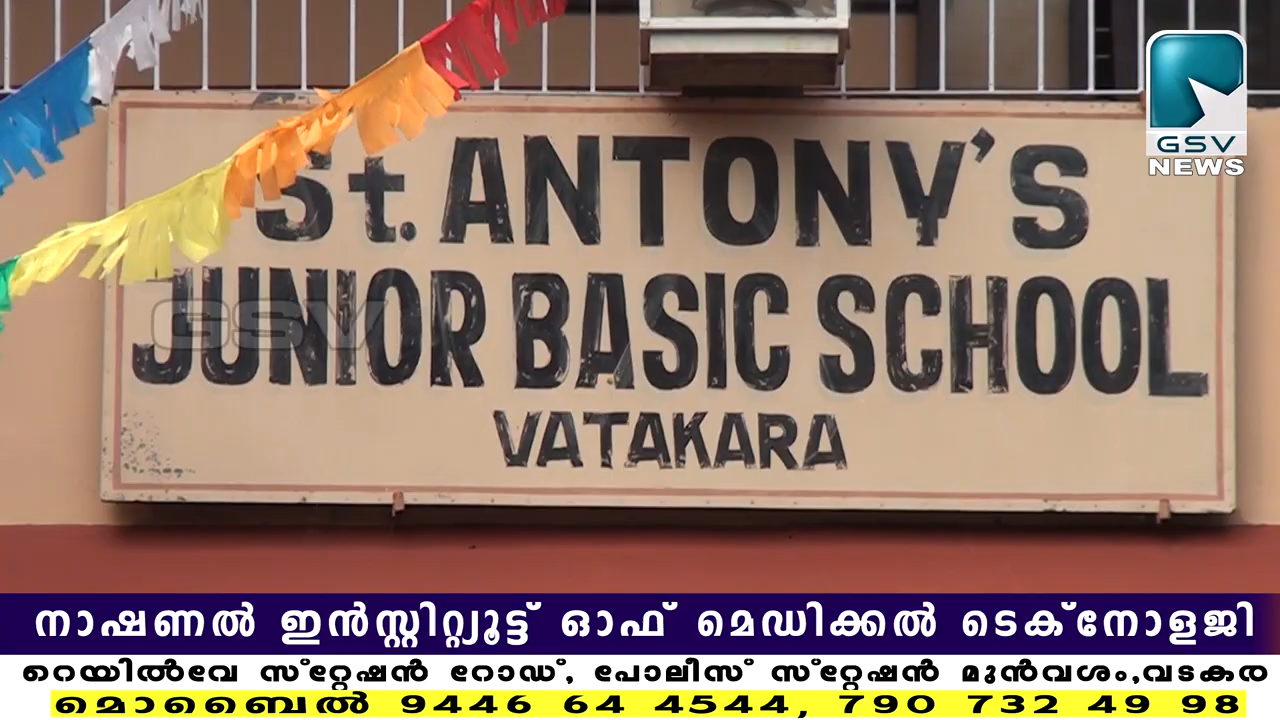 GSV
NEWS
St. ANTONY'S
JUNIOR BASIC SCHOOL
GSV
VATAKARA
നാഷണൽ ഇൻസ്റ്റിറ്റ്യൂട്ട് ഓഫ് മെഡിക്കൽ ടെക്നോളജി
റെയിൽവേ സ്റ്റേഷൻ റോഡ്, പോലീസ് സ്റ്റേഷൻ മുൻവശം,വടകര
മൊബൈൽ 9446 64 4544, 790 732 49 98